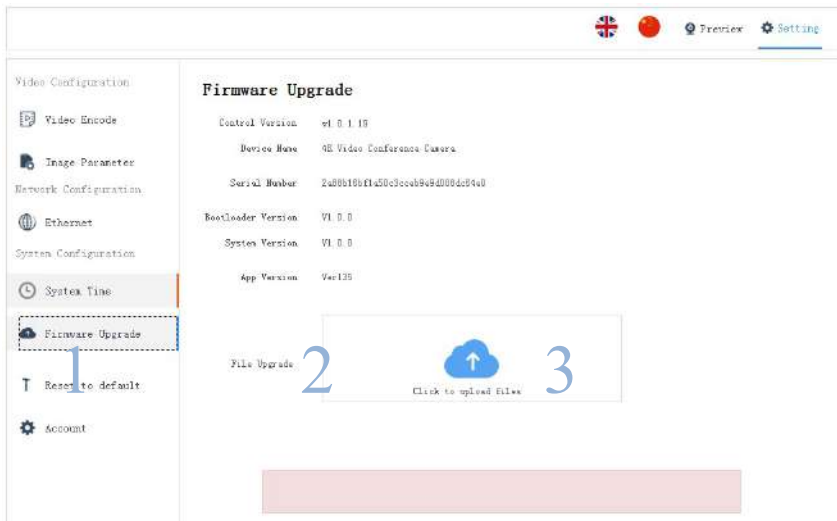 Preview Setting
Video Configuration
Video Encode
Image Parameter
Network Configuration
Ethernet
System Configuration
System Time
Firmware Upgrade
Reset to default
Account
Firmware Upgrade
Control Version v1.0.1.19
Device Name 4K Video Conference Camera
Serial Number
Bootloader Version V1.0.0
System Version V1.0.0
App Version Ver135
File Upgrade
Click to upload files
1
2
3